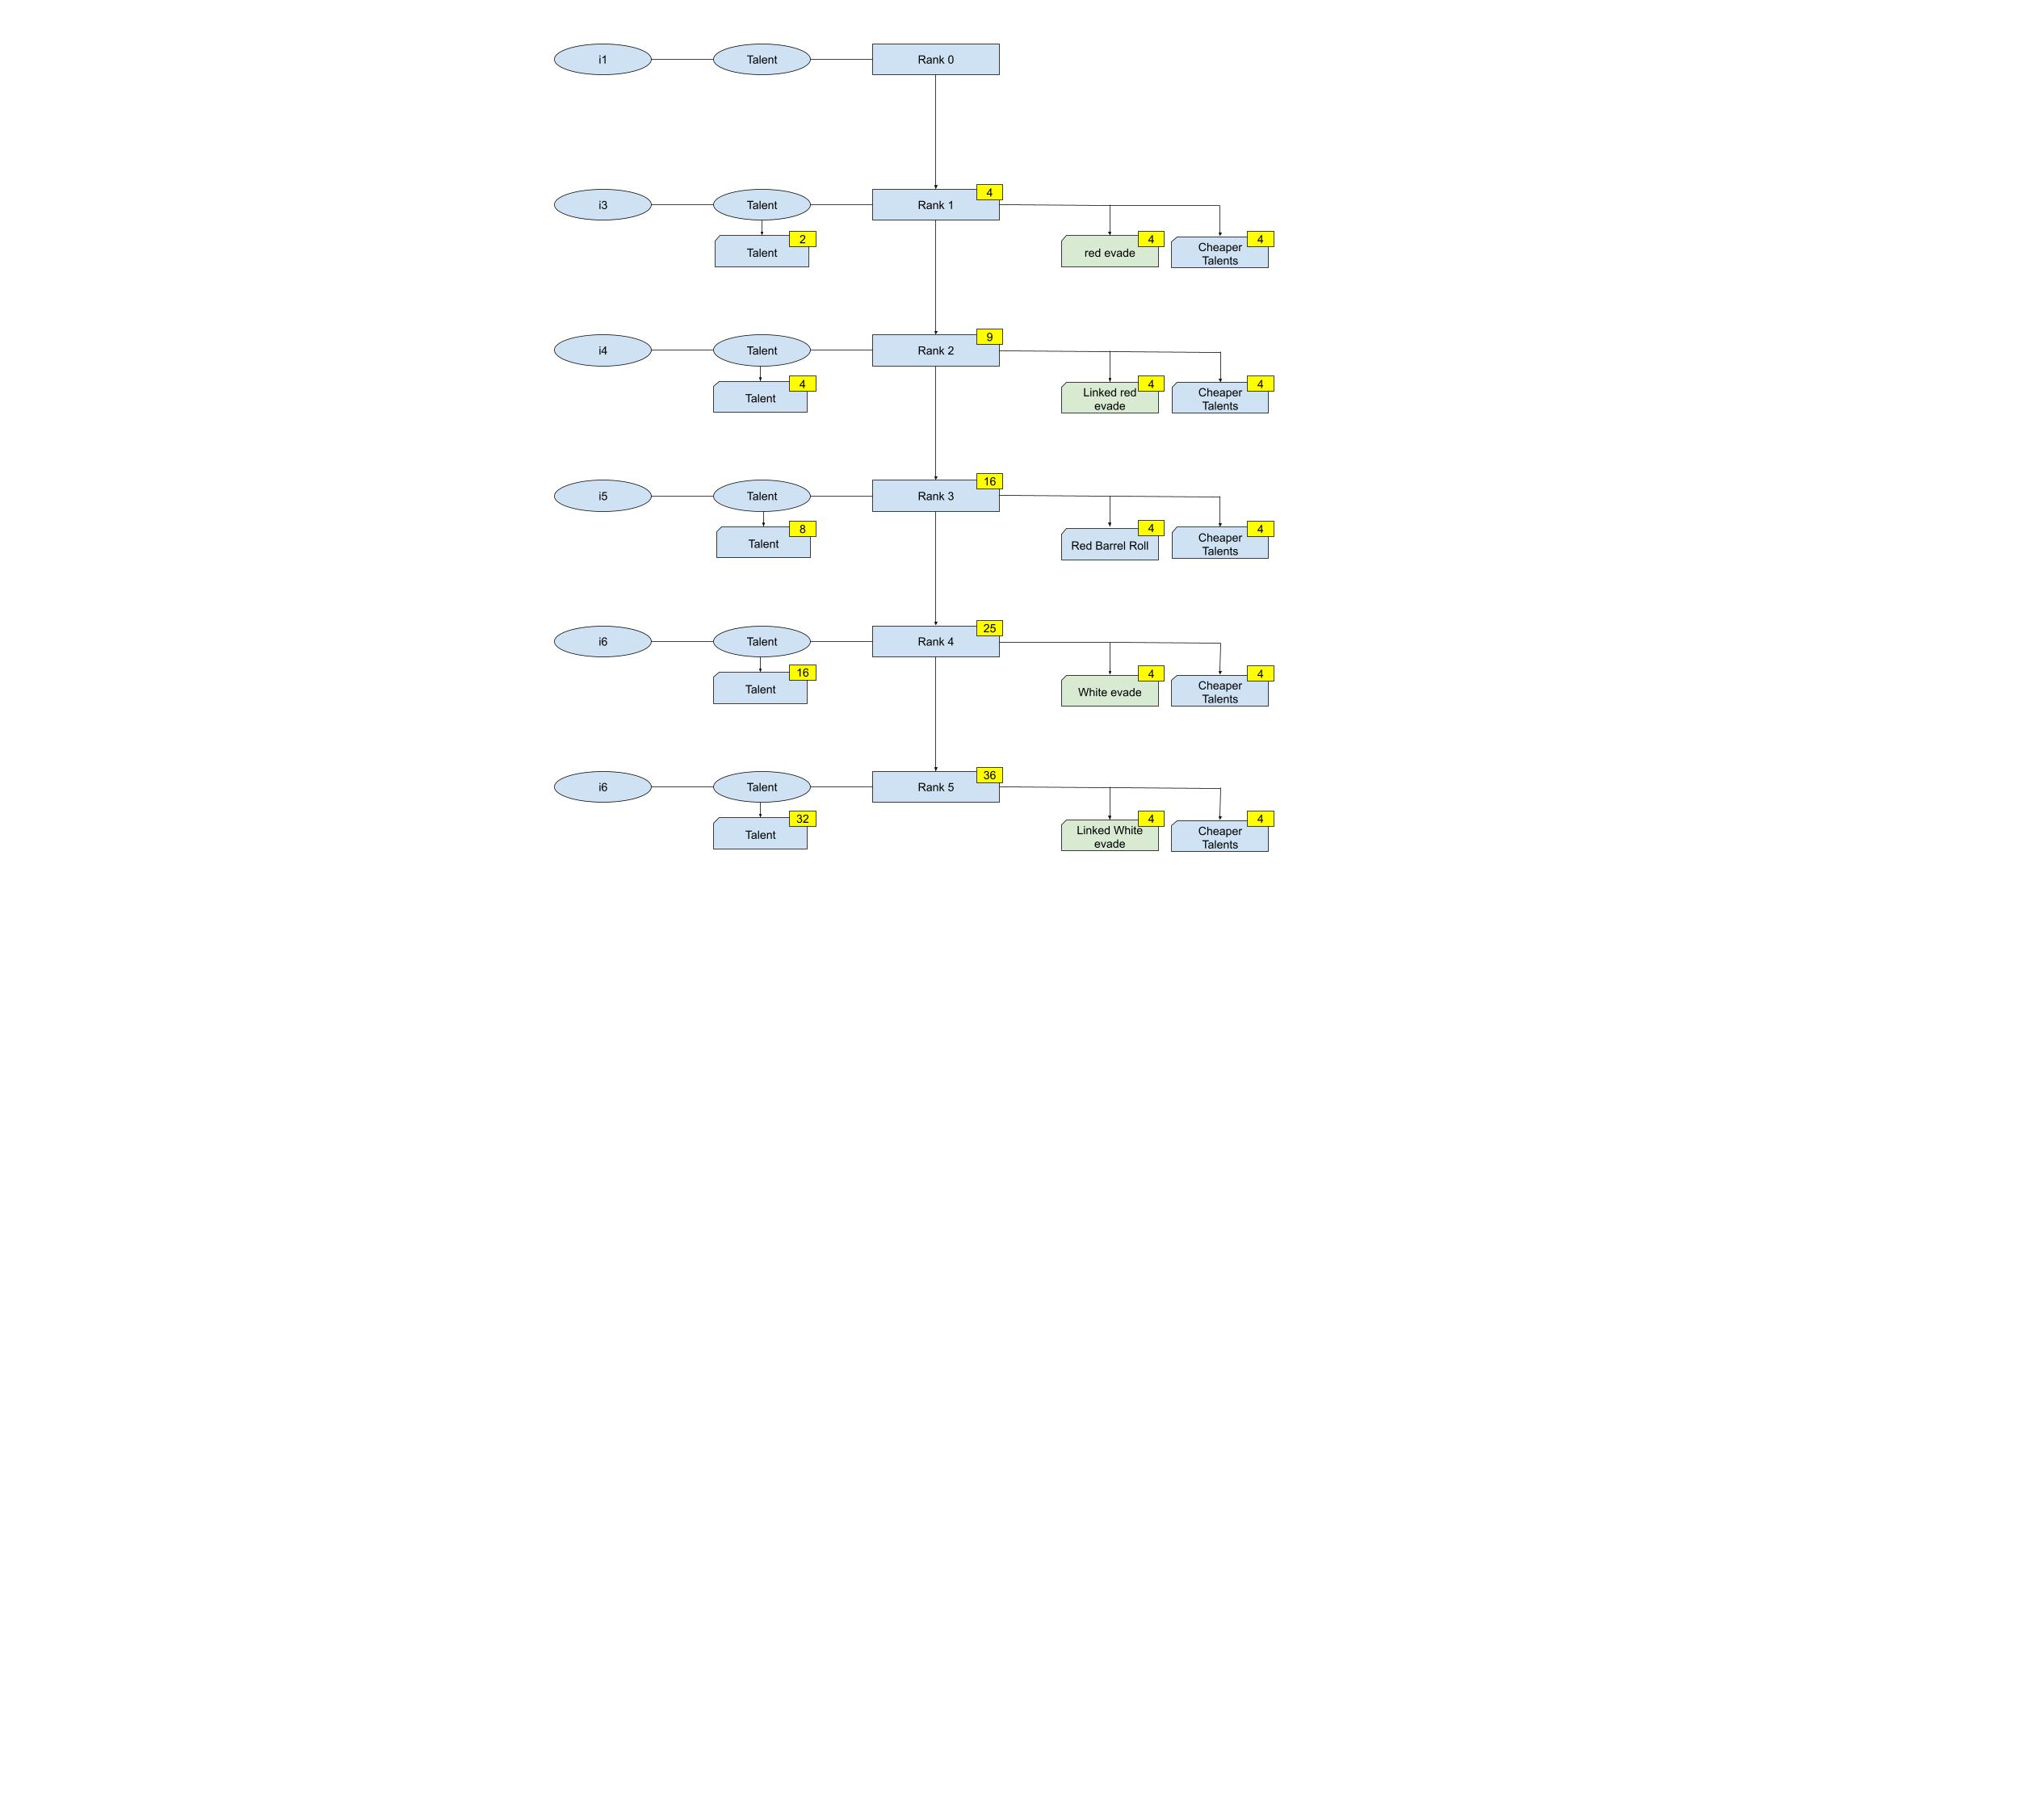 i1
Talent
Rank 0
i3
Talent
Rank 1
4
Talent
2
red evade
4
Cheaper
Talents
4
i4
Talent
Rank 2
9
Talent
4
Linked red
evade
4
Cheaper
Talents
4
i5
Talent
Rank 3
16
Talent
8
Red Barrel Roll
4
Cheaper
Talents
4
i6
Talent
Rank 4
25
Talent
16
White evade
4
Cheaper
Talents
4
i6
Talent
Rank 5
36
Talent
32
Linked White
evade
4
Cheaper
Talents
4